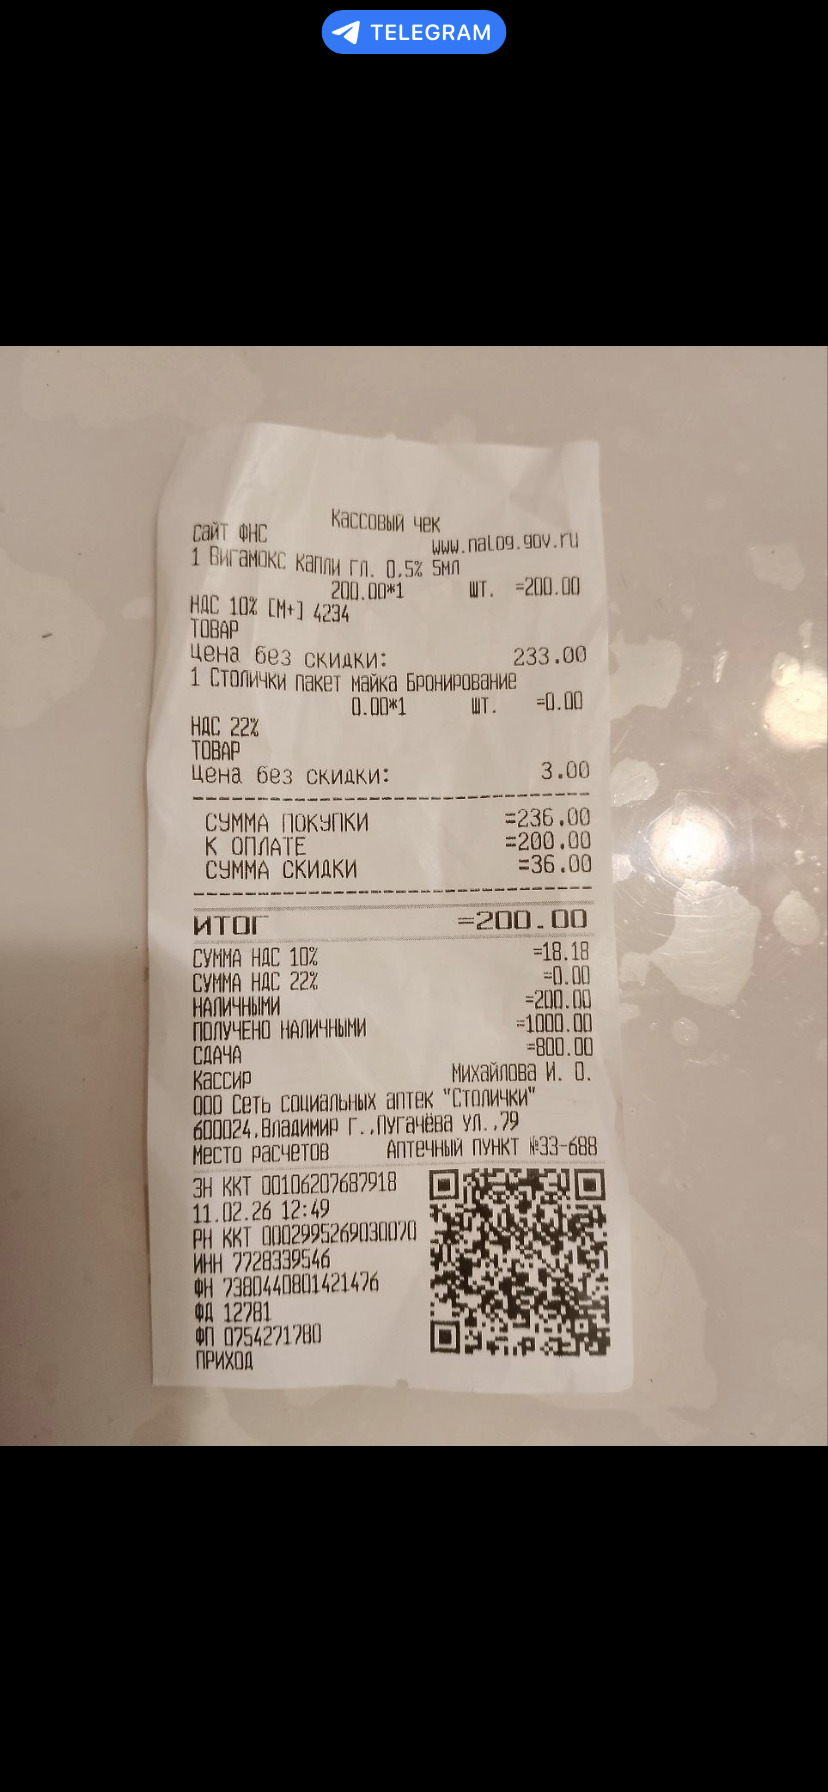 TELEGRAM
Кассовый чек
Сайт ФНС www.nalog.gov.ru
1 Вигамокс капли гл. 0,5% 5мл
200.00*1 шт. =200.00
НДС 10% [М+] 4234
ТОВАР
Цена без скидки: 233.00
1 Столички пакет майка Бронирование
0.00*1 шт. =0.00
НДС 22%
ТОВАР
Цена без скидки: 3.00
СУММА ПОКУПКИ =236.00
К ОПЛАТЕ =200.00
СУММА СКИДКИ =36.00
ИТОГ =200.00
СУММА НДС 10% =18.18
СУММА НДС 22% =0.00
НАЛИЧНЫМИ =200.00
ПОЛУЧЕНО НАЛИЧНЫМИ =1000.00
СДАЧА =800.00
Кассир Михайлова И. О.
ООО Сеть социальных аптек "Столички"
600024,Владимир г.,,Пугачёва ул.,,79
Место расчетов Аптечный пункт №33-688
ЗН ККТ 00106207687918
11.02.26 12:49
РН ККТ 0002995269030070
ИНН 7728339546
ФН 7380440801421476
ФД 12781
ФП 0754271780
ПРИХОД